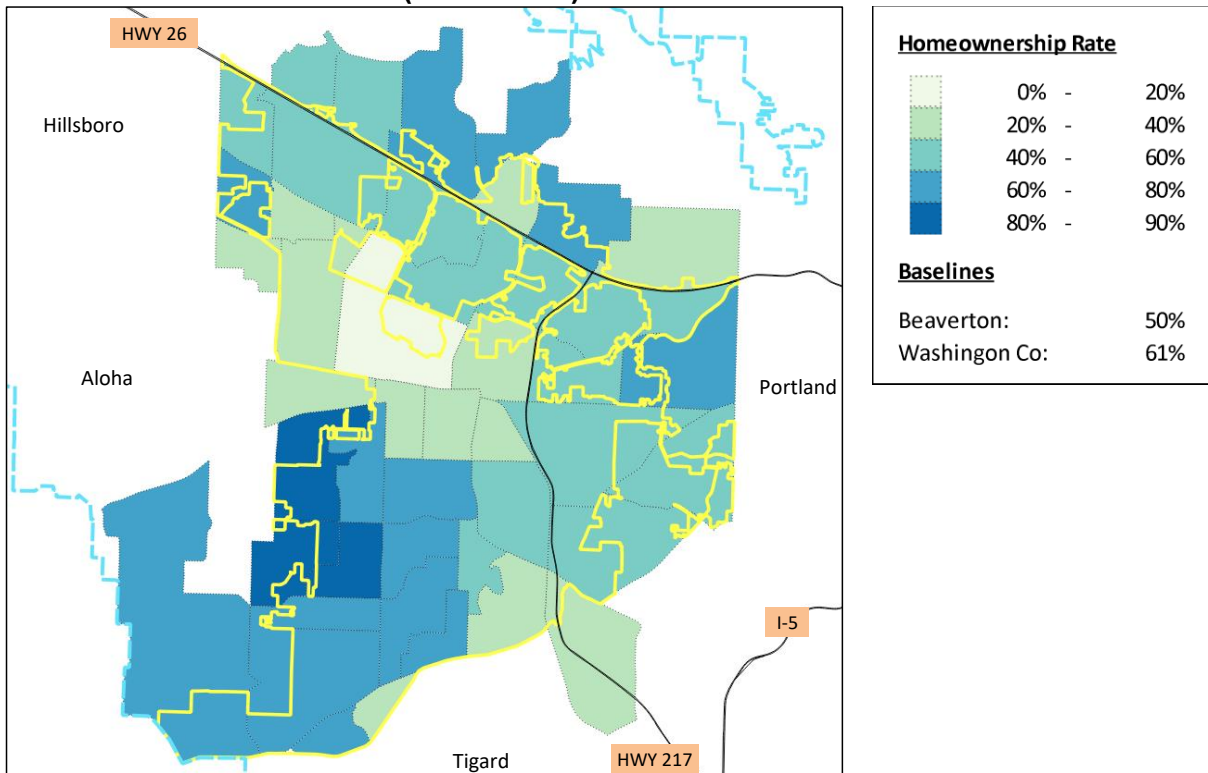 HWY 26
Hillsboro
Aloha
Portland
I-5
Tigard
HWY 217
Homeownership Rate
0% - 20%
20% - 40%
40% - 60%
60% - 80%
80% - 90%
Baselines
Beaverton: 50%
Washingon Co: 61%